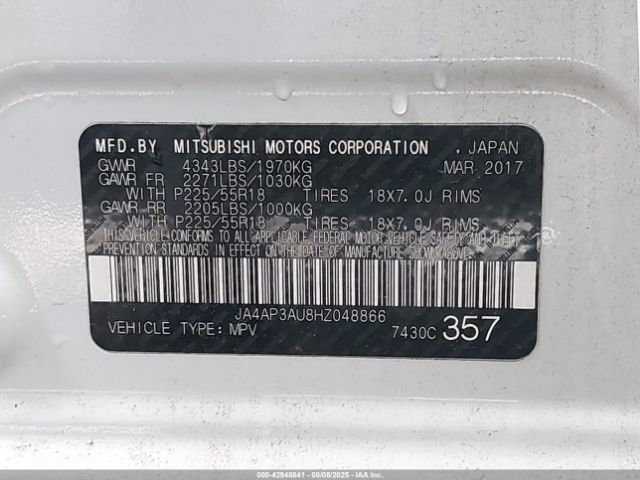 MFD.BY MITSUBISHI MOTORS CORPORATION . JAPAN
GVWR 4343LBS/1970KG MAR 2017
GAWR FR 2271LBS/1030KG
WITH P225/55R18 TIRES 18X7.0J RIMS
GAWR RR 2205LBS/1000KG
WITH P225/55R18 TIRES 18X7.0J RIMS
THIS VEHICLE CONFORMS TO ALL APPLICABLE FEDERAL MOTOR VEHICLE SAFETY AND THEFT
PREVENTION STANDARDS IN EFFECT ON THE DATE OF MANUFACTURE SHOWN ABOVE.
JA4AP3AU8HZ048866
VEHICLE TYPE: MPV 7430C 357
000-42948841 - 08/08/2025 - IAAI.COM